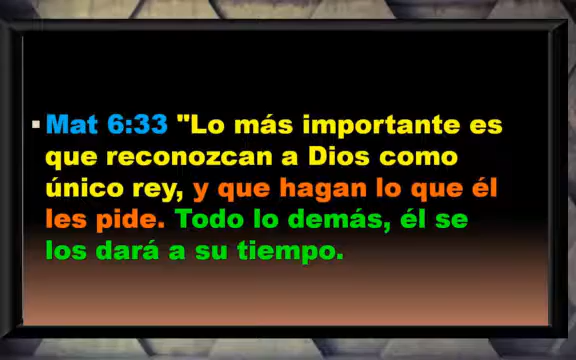 Mat 6:33 "Lo más importante es
que reconozcan a Dios como
único rey, y que hagan lo que él
les pide. Todo lo demás, él se
los dará a su tiempo.